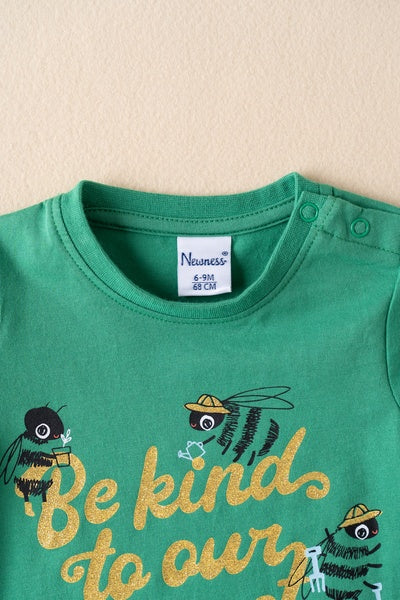 Newness®
6-9M
68 CM
Be kind
to our